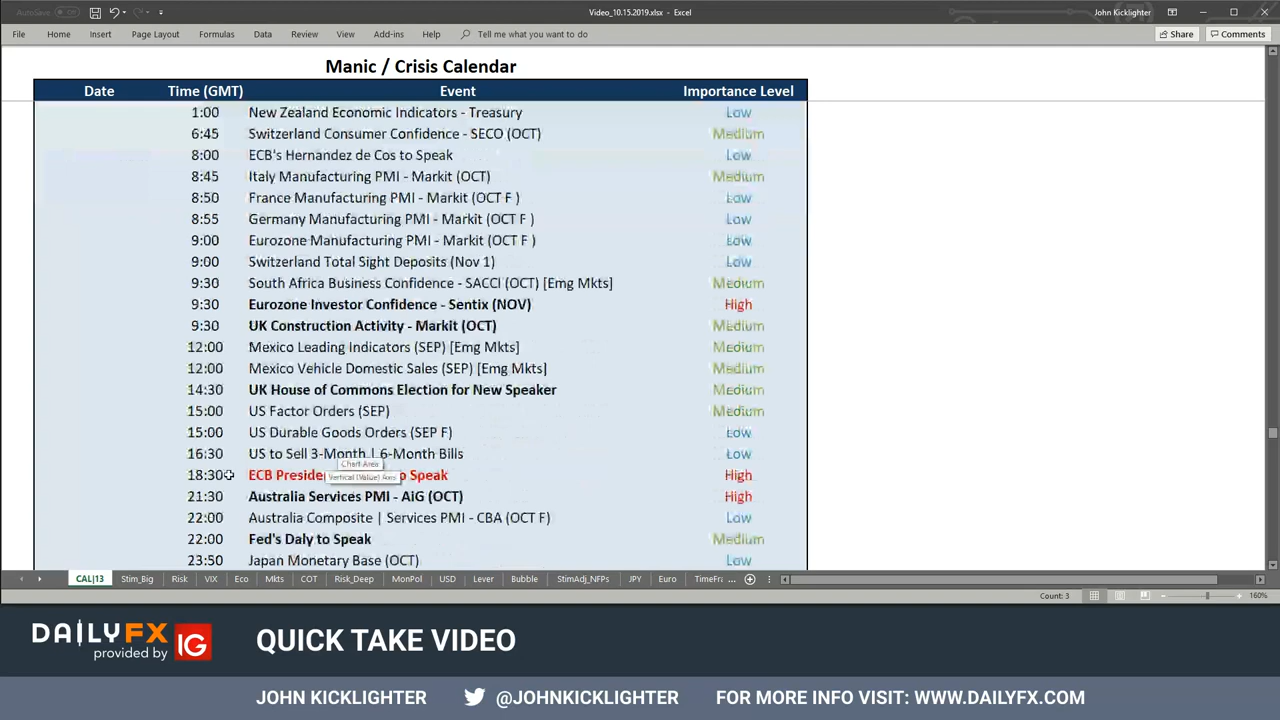 AutoSave Off
Video_10.15.2019.xlsx - Excel
John Kicklighter
File Home Insert Page Layout Formulas Data Review View Add-ins Help Tell me what you want to do Share Comments
Manic / Crisis Calendar
Date Time (GMT) Event Importance Level
1:00 New Zealand Economic Indicators - Treasury Low
6:45 Switzerland Consumer Confidence - SECO (OCT) Medium
8:00 ECB's Hernandez de Cos to Speak Low
8:45 Italy Manufacturing PMI - Markit (OCT) Medium
8:50 France Manufacturing PMI - Markit (OCT F ) Low
8:55 Germany Manufacturing PMI - Markit (OCT F ) Low
9:00 Eurozone Manufacturing PMI - Markit (OCT F ) Low
9:00 Switzerland Total Sight Deposits (Nov 1) Low
9:30 South Africa Business Confidence - SACCI (OCT) [Emg Mkts] Medium
9:30 Eurozone Investor Confidence - Sentix (NOV) High
9:30 UK Construction Activity - Markit (OCT) Medium
12:00 Mexico Leading Indicators (SEP) [Emg Mkts] Medium
12:00 Mexico Vehicle Domestic Sales (SEP) [Emg Mkts] Medium
14:30 UK House of Commons Election for New Speaker Medium
15:00 US Factor Orders (SEP) Medium
15:00 US Durable Goods Orders (SEP F) Low
16:30 US to Sell 3-Month | 6-Month Bills Low
Chart Area
18:30 ECB Preside o Speak High
Vertical (Value) Axis
21:30 Australia Services PMI - AiG (OCT) High
22:00 Australia Composite | Services PMI - CBA (OCT F) Low
22:00 Fed's Daly to Speak Medium
23:50 Japan Monetary Base (OCT) Low
CAL|13 Stim_Big Risk VIX Eco Mkts COT Risk_Deep MonPol USD Lever Bubble StimAdj_NFPs JPY Euro TimeFra ...
Count: 3 160%
DAILYFX
provided by IG
QUICK TAKE VIDEO
JOHN KICKLIGHTER @JOHNKICKLIGHTER FOR MORE INFO VISIT: WWW.DAILYFX.COM